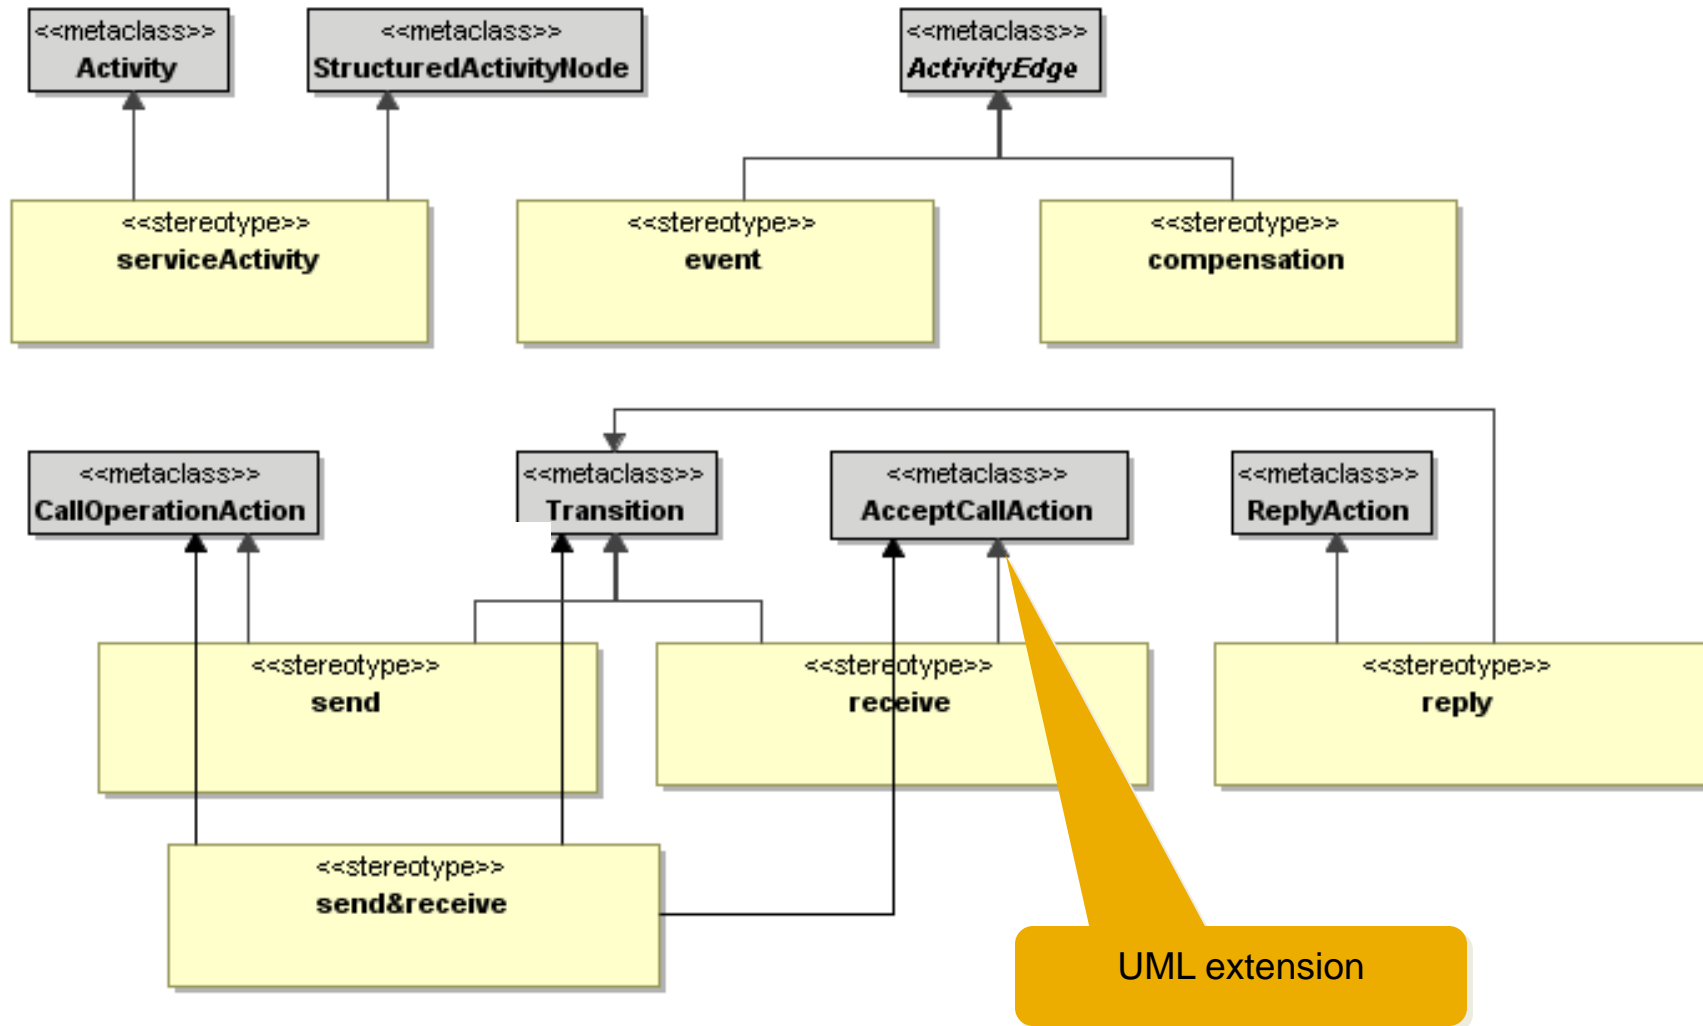 <<metaclass>>
Activity
<<metaclass>>
StructuredActivityNode
<<metaclass>>
ActivityEdge
<<stereotype>>
serviceActivity
<<stereotype>>
event
<<stereotype>>
compensation
<<metaclass>>
CallOperationAction
<<metaclass>>
Transition
<<metaclass>>
AcceptCallAction
<<metaclass>>
ReplyAction
<<stereotype>>
send
<<stereotype>>
receive
<<stereotype>>
reply
<<stereotype>>
send&receive
UML extension